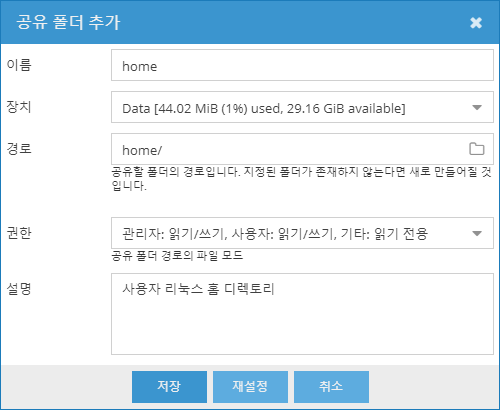 공유 폴더 추가
이름
home
장치
Data [44.02 MiB (1%) used, 29.16 GiB available]
경로
home/
공유할 폴더의 경로입니다. 지정된 폴더가 존재하지 않는다면 새로 만들어질 것
입니다.
권한
관리자: 읽기/쓰기, 사용자: 읽기/쓰기, 기타: 읽기 전용
공유 폴더 경로의 파일 모드
설명
사용자 리눅스 홈 디렉토리
저장
재설정
취소